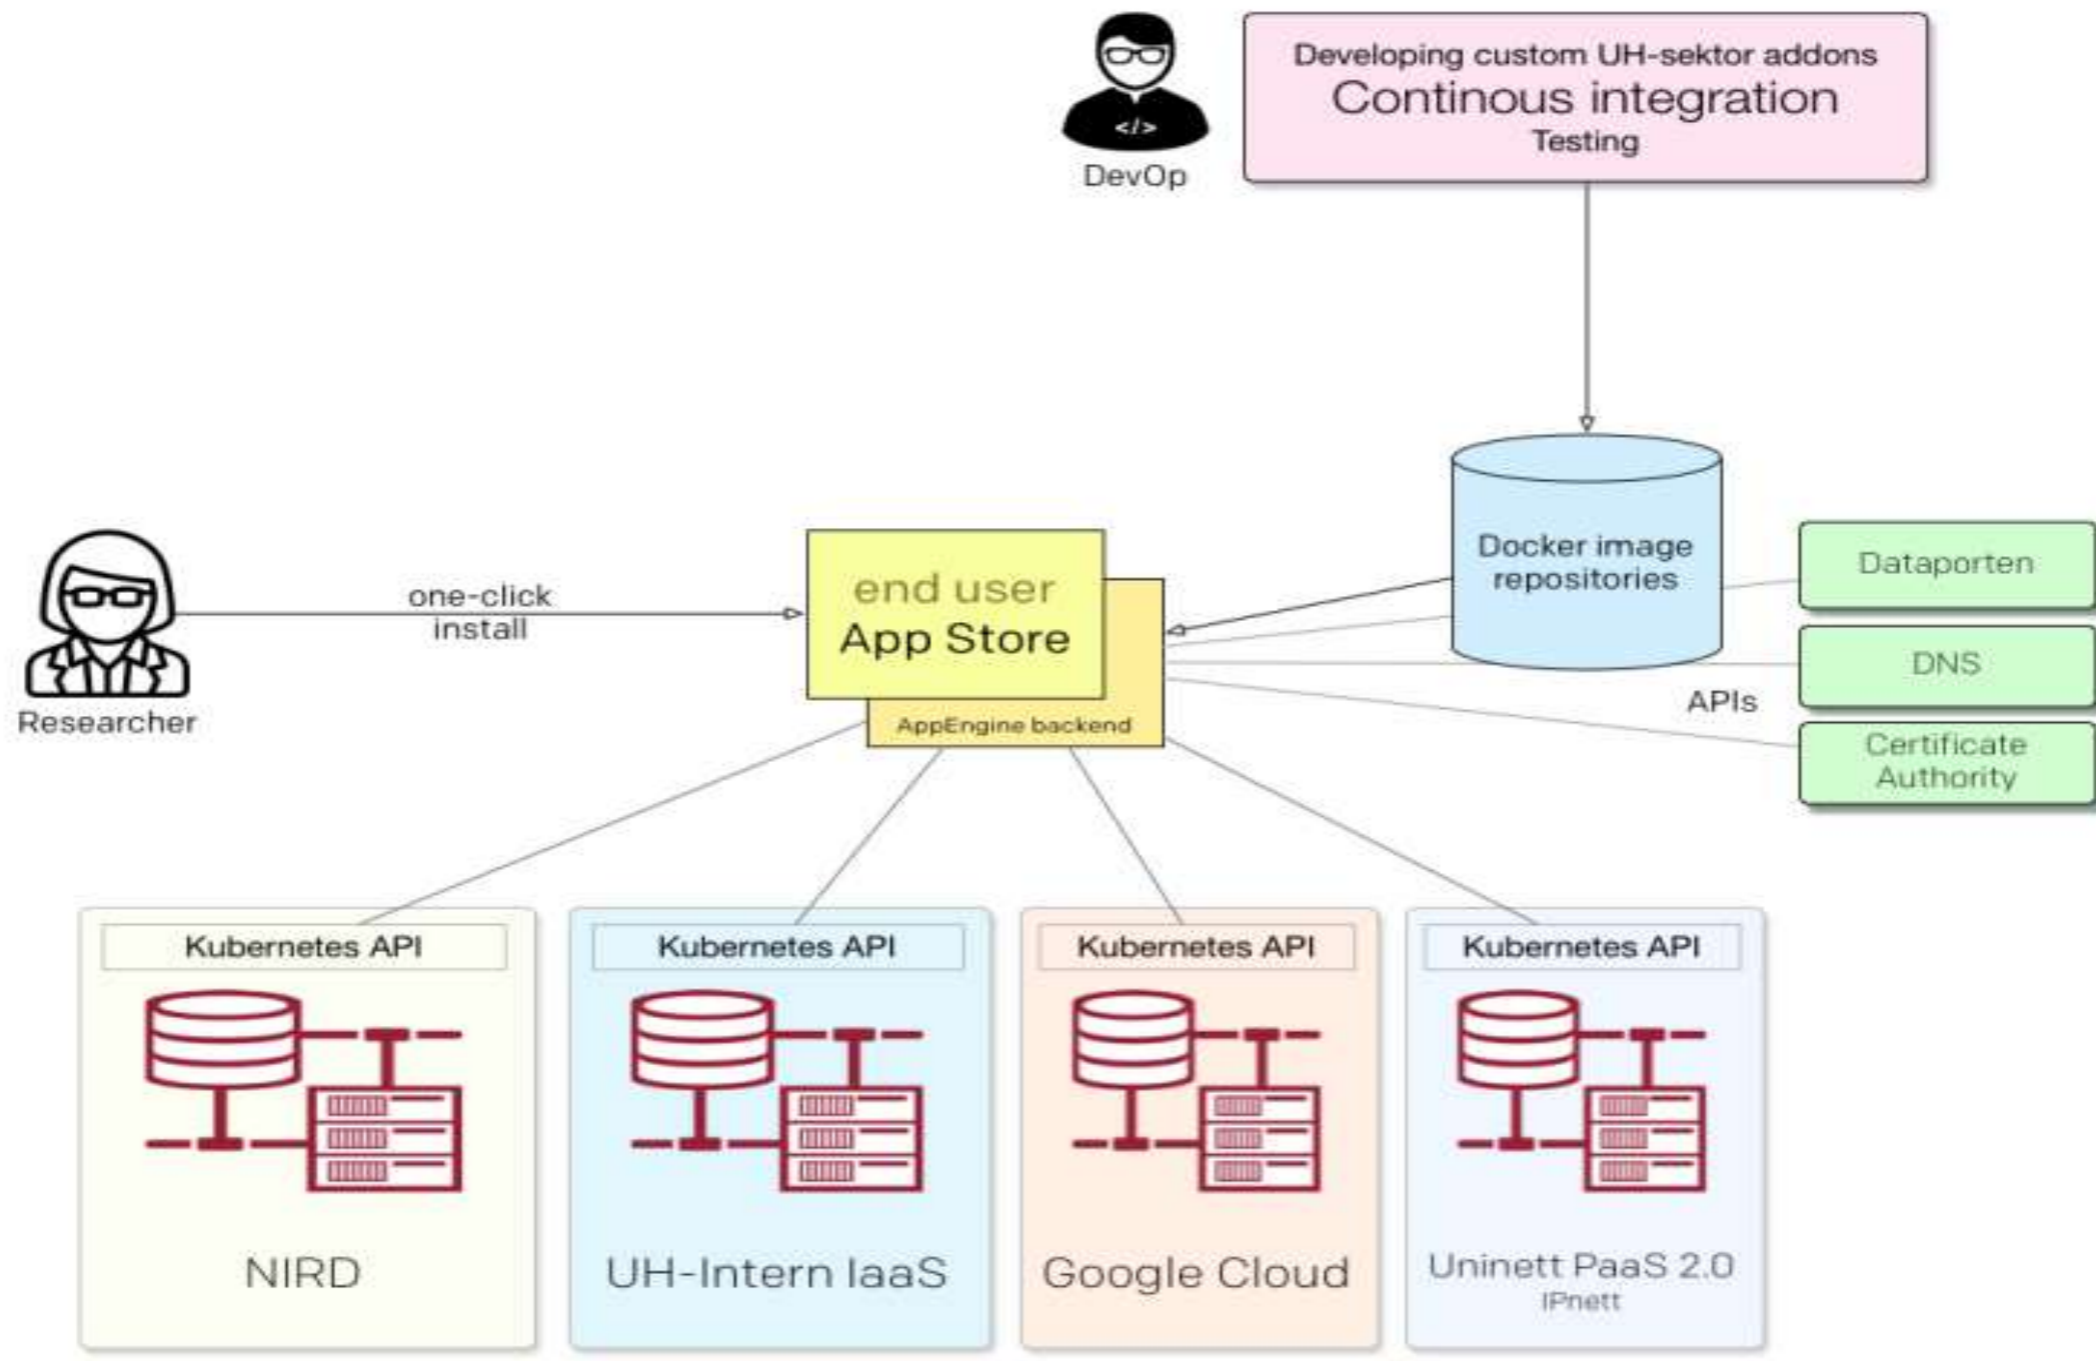 Developing custom UH-sektor addons
Continous integration
Testing
</>
DevOp
Docker image
repositories
Dataporten
DNS
APIs
Certificate
Authority
one-click
install
end user
App Store
AppEngine backend
Researcher
Kubernetes API
Kubernetes API
Kubernetes API
Kubernetes API
NIRD
UH-Intern IaaS
Google Cloud
Uninett PaaS 2.0
IPnett